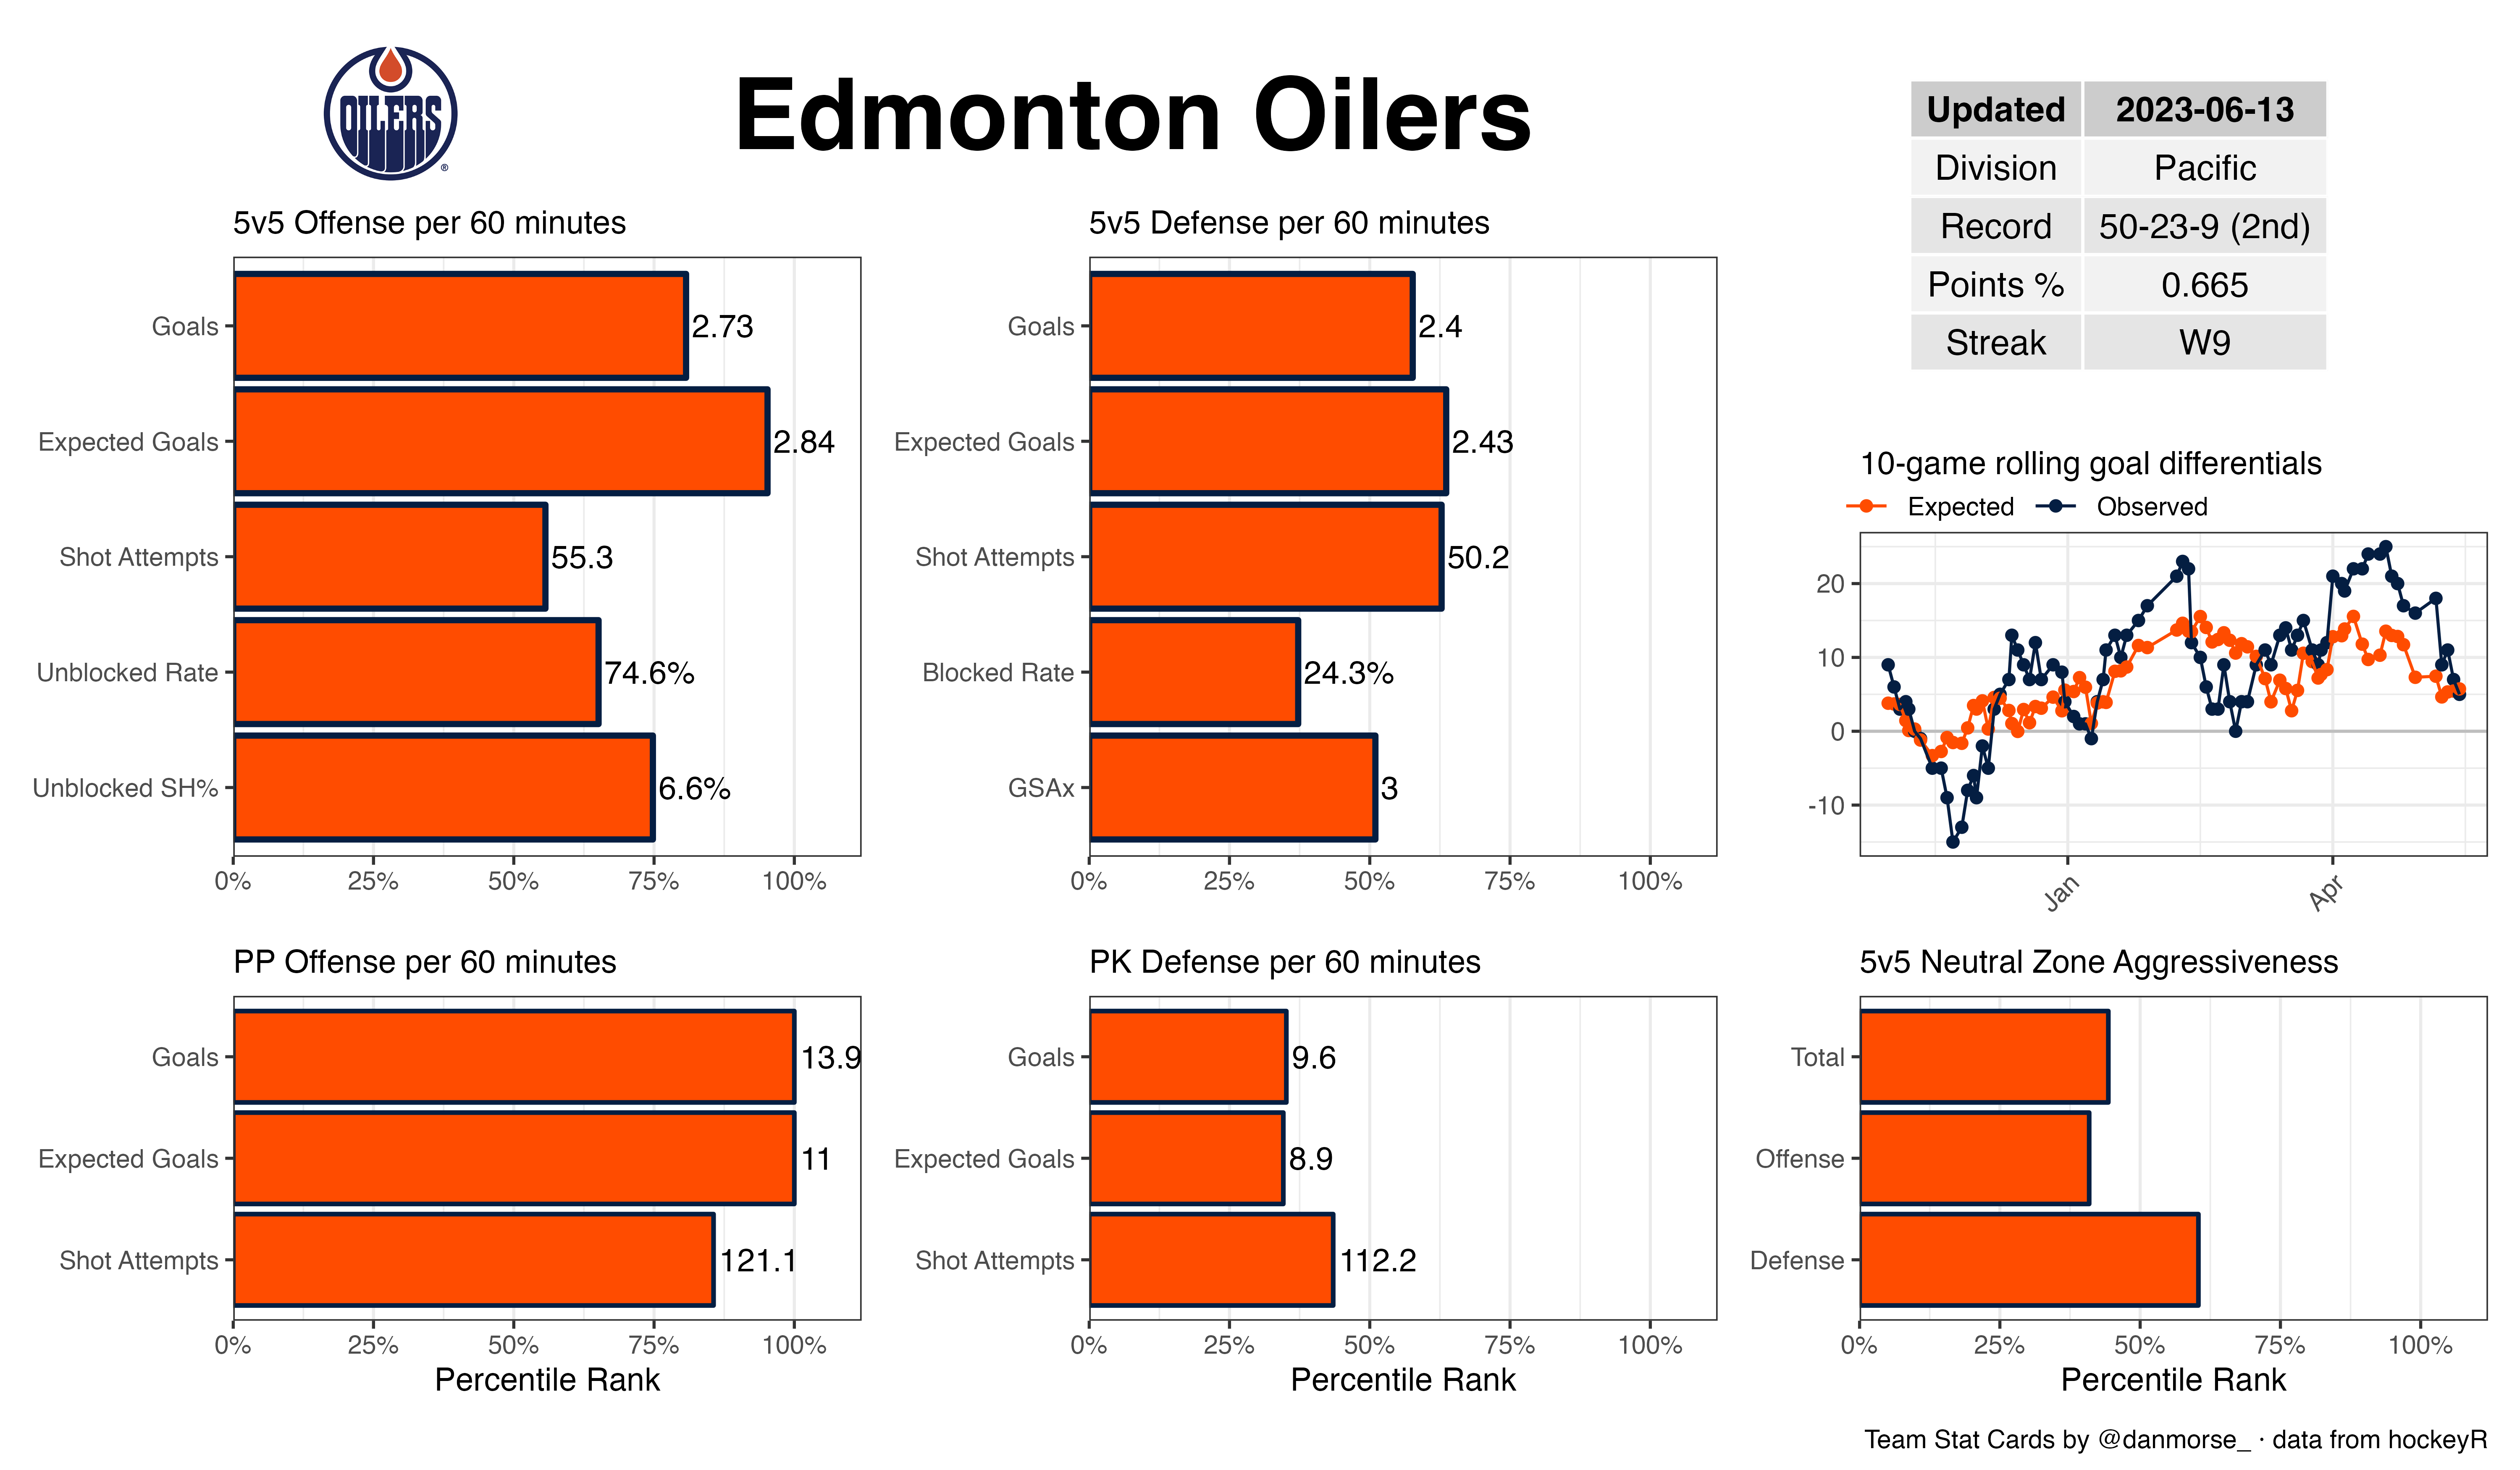 OILERS
®
Edmonton Oilers
Updated 2023-06-13
Division Pacific
Record 50-23-9 (2nd)
Points % 0.665
Streak W9
5v5 Offense per 60 minutes
Goals 2.73
Expected Goals 2.84
Shot Attempts 55.3
Unblocked Rate 74.6%
Unblocked SH% 6.6%
0% 25% 50% 75% 100%
5v5 Defense per 60 minutes
Goals 2.4
Expected Goals 2.43
Shot Attempts 50.2
Blocked Rate 24.3%
GSAx 3
0% 25% 50% 75% 100%
10-game rolling goal differentials
Expected Observed
20
10
0
-10
Jan Apr
PP Offense per 60 minutes
Goals 13.9
Expected Goals 11
Shot Attempts 121.1
0% 25% 50% 75% 100%
Percentile Rank
PK Defense per 60 minutes
Goals 9.6
Expected Goals 8.9
Shot Attempts 112.2
0% 25% 50% 75% 100%
Percentile Rank
5v5 Neutral Zone Aggressiveness
Total
Offense
Defense
0% 25% 50% 75% 100%
Percentile Rank
Team Stat Cards by @danmorse_ · data from hockeyR